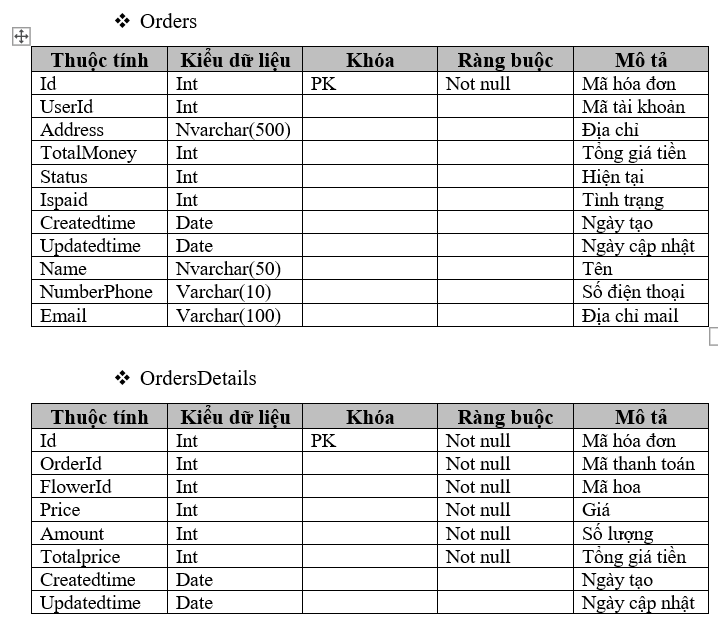 ❖ Orders
Thuộc tính Kiểu dữ liệu Khóa Ràng buộc Mô tả
Id Int PK Not null Mã hóa đơn
UserId Int Mã tài khoản
Address Nvarchar(500) Địa chỉ
TotalMoney Int Tổng giá tiền
Status Int Hiện tại
Ispaid Int Tình trạng
Createdtime Date Ngày tạo
Updatedtime Date Ngày cập nhật
Name Nvarchar(50) Tên
NumberPhone Varchar(10) Số điện thoại
Email Varchar(100) Địa chỉ mail
❖ OrdersDetails
Thuộc tính Kiểu dữ liệu Khóa Ràng buộc Mô tả
Id Int PK Not null Mã hóa đơn
OrderId Int Not null Mã thanh toán
FlowerId Int Not null Mã hoa
Price Int Not null Giá
Amount Int Not null Số lượng
Totalprice Int Not null Tổng giá tiền
Createdtime Date Ngày tạo
Updatedtime Date Ngày cập nhật